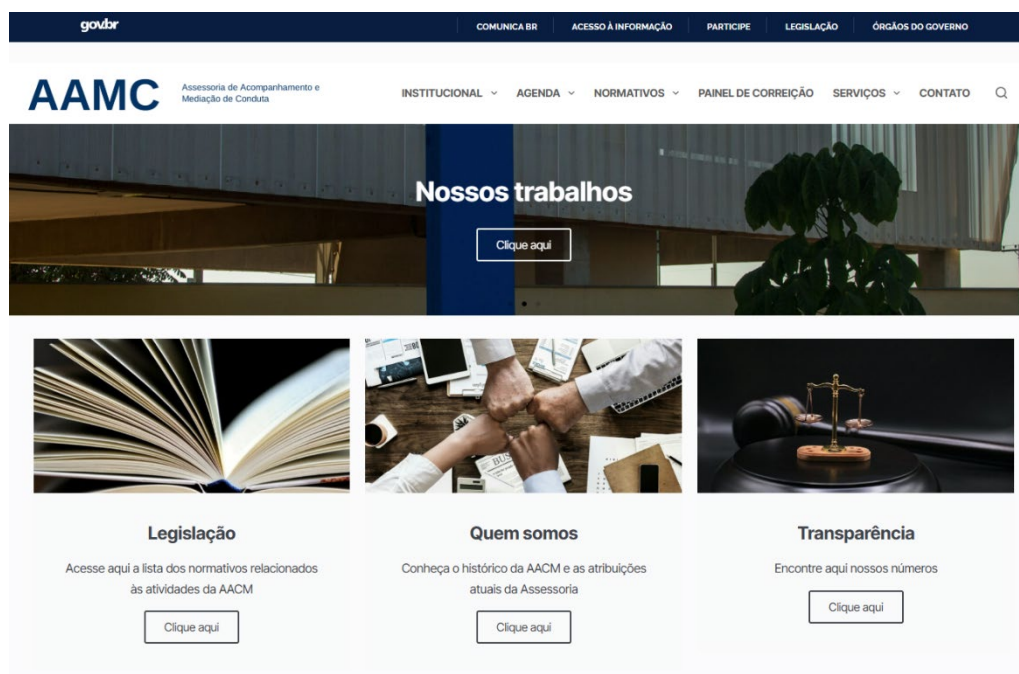 gov.br
COMUNICA BR ACESSO À INFORMAÇÃO PARTICIPE LEGISLAÇÃO ÓRGÃOS DO GOVERNO
AAMC
Assessoria de Acompanhamento e
Mediação de Conduta
INSTITUCIONAL AGENDA NORMATIVOS PAINEL DE CORREIÇÃO SERVIÇOS CONTATO
Nossos trabalhos
Clique aqui
BUS
Legislação
Acesse aqui a lista dos normativos relacionados
às atividades da AACM
Clique aqui
Quem somos
Conheça o histórico da AACM e as atribuições
atuais da Assessoria
Clique aqui
Transparência
Encontre aqui nossos números
Clique aqui